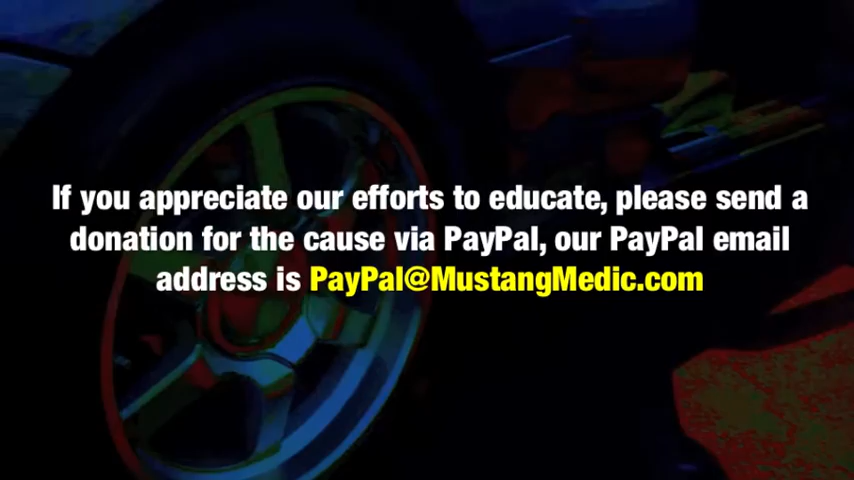 If you appreciate our efforts to educate, please send a
donation for the cause via PayPal, our PayPal email
address is PayPal@MustangMedic.com